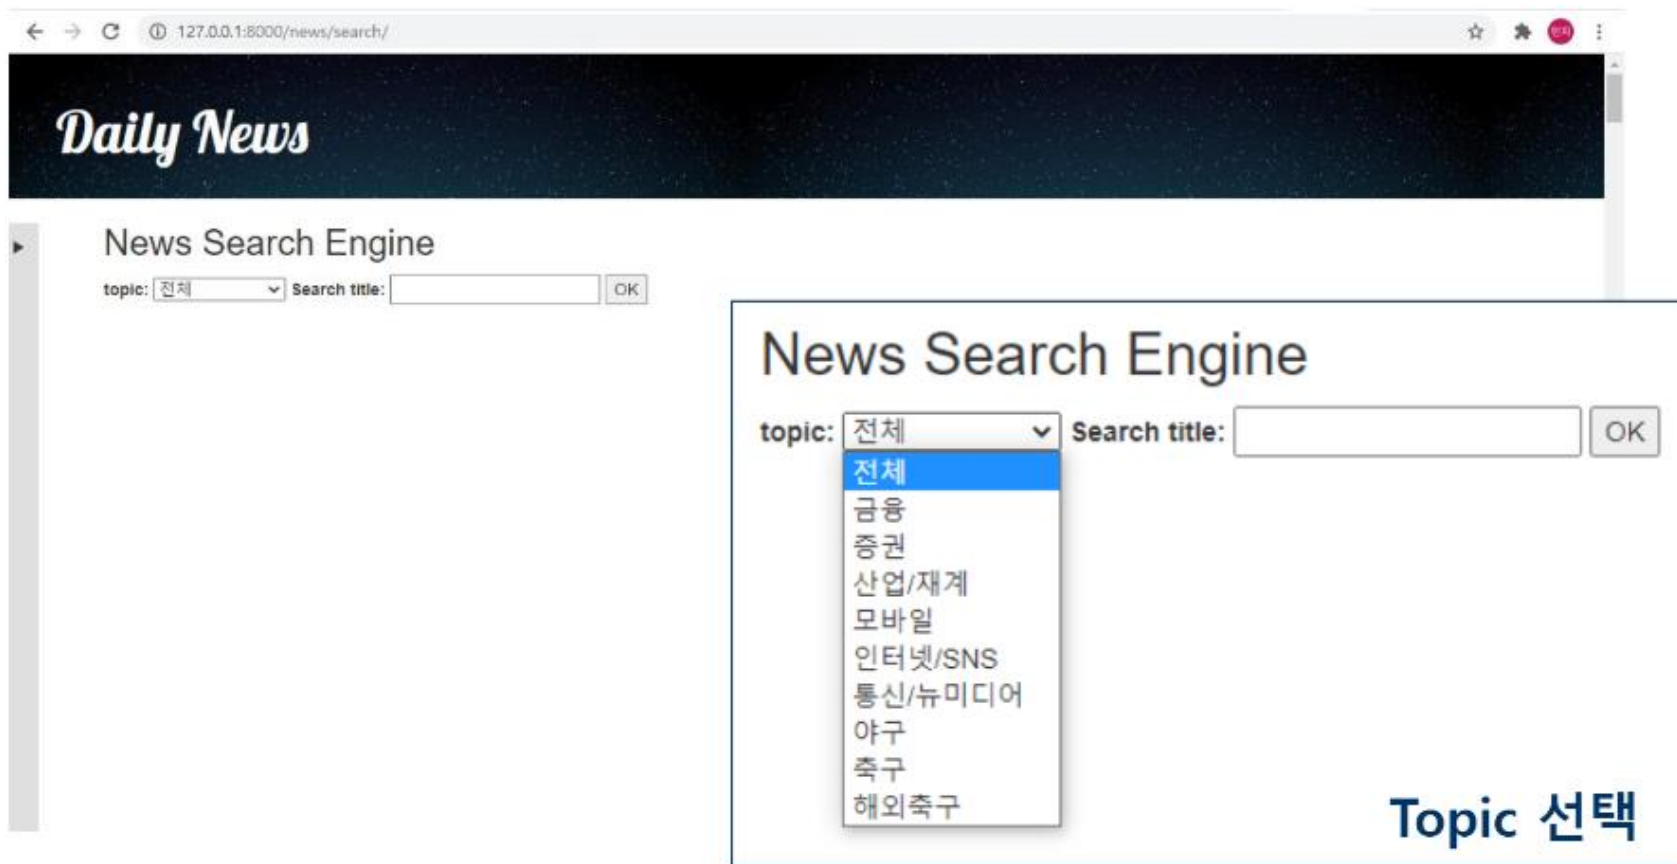 127.0.0.1:8000/news/search/
Daily News
News Search Engine
topic: 전체 Search title: OK
News Search Engine
topic: 전체 Search title: OK
전체
금융
증권
산업/재계
모바일
인터넷/SNS
통신/뉴미디어
야구
축구
해외축구
Topic 선택